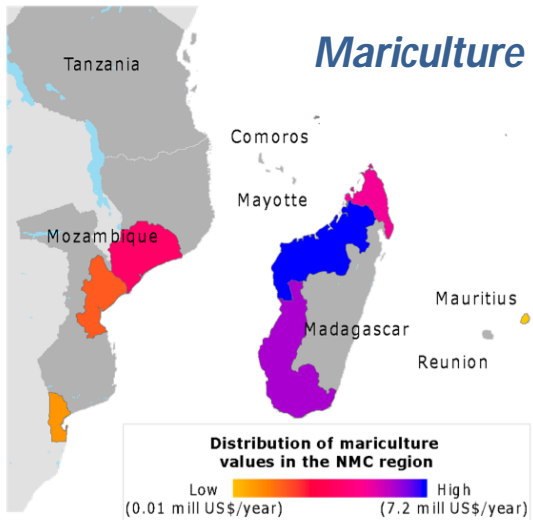 Mariculture
Tanzania
Comoros
Mayotte
Mozambique
Mauritius
Madagascar
Reunion
Distribution of mariculture
values in the NMC region
Low High
(0.01 mill US$/year) (7.2 mill US$/year)